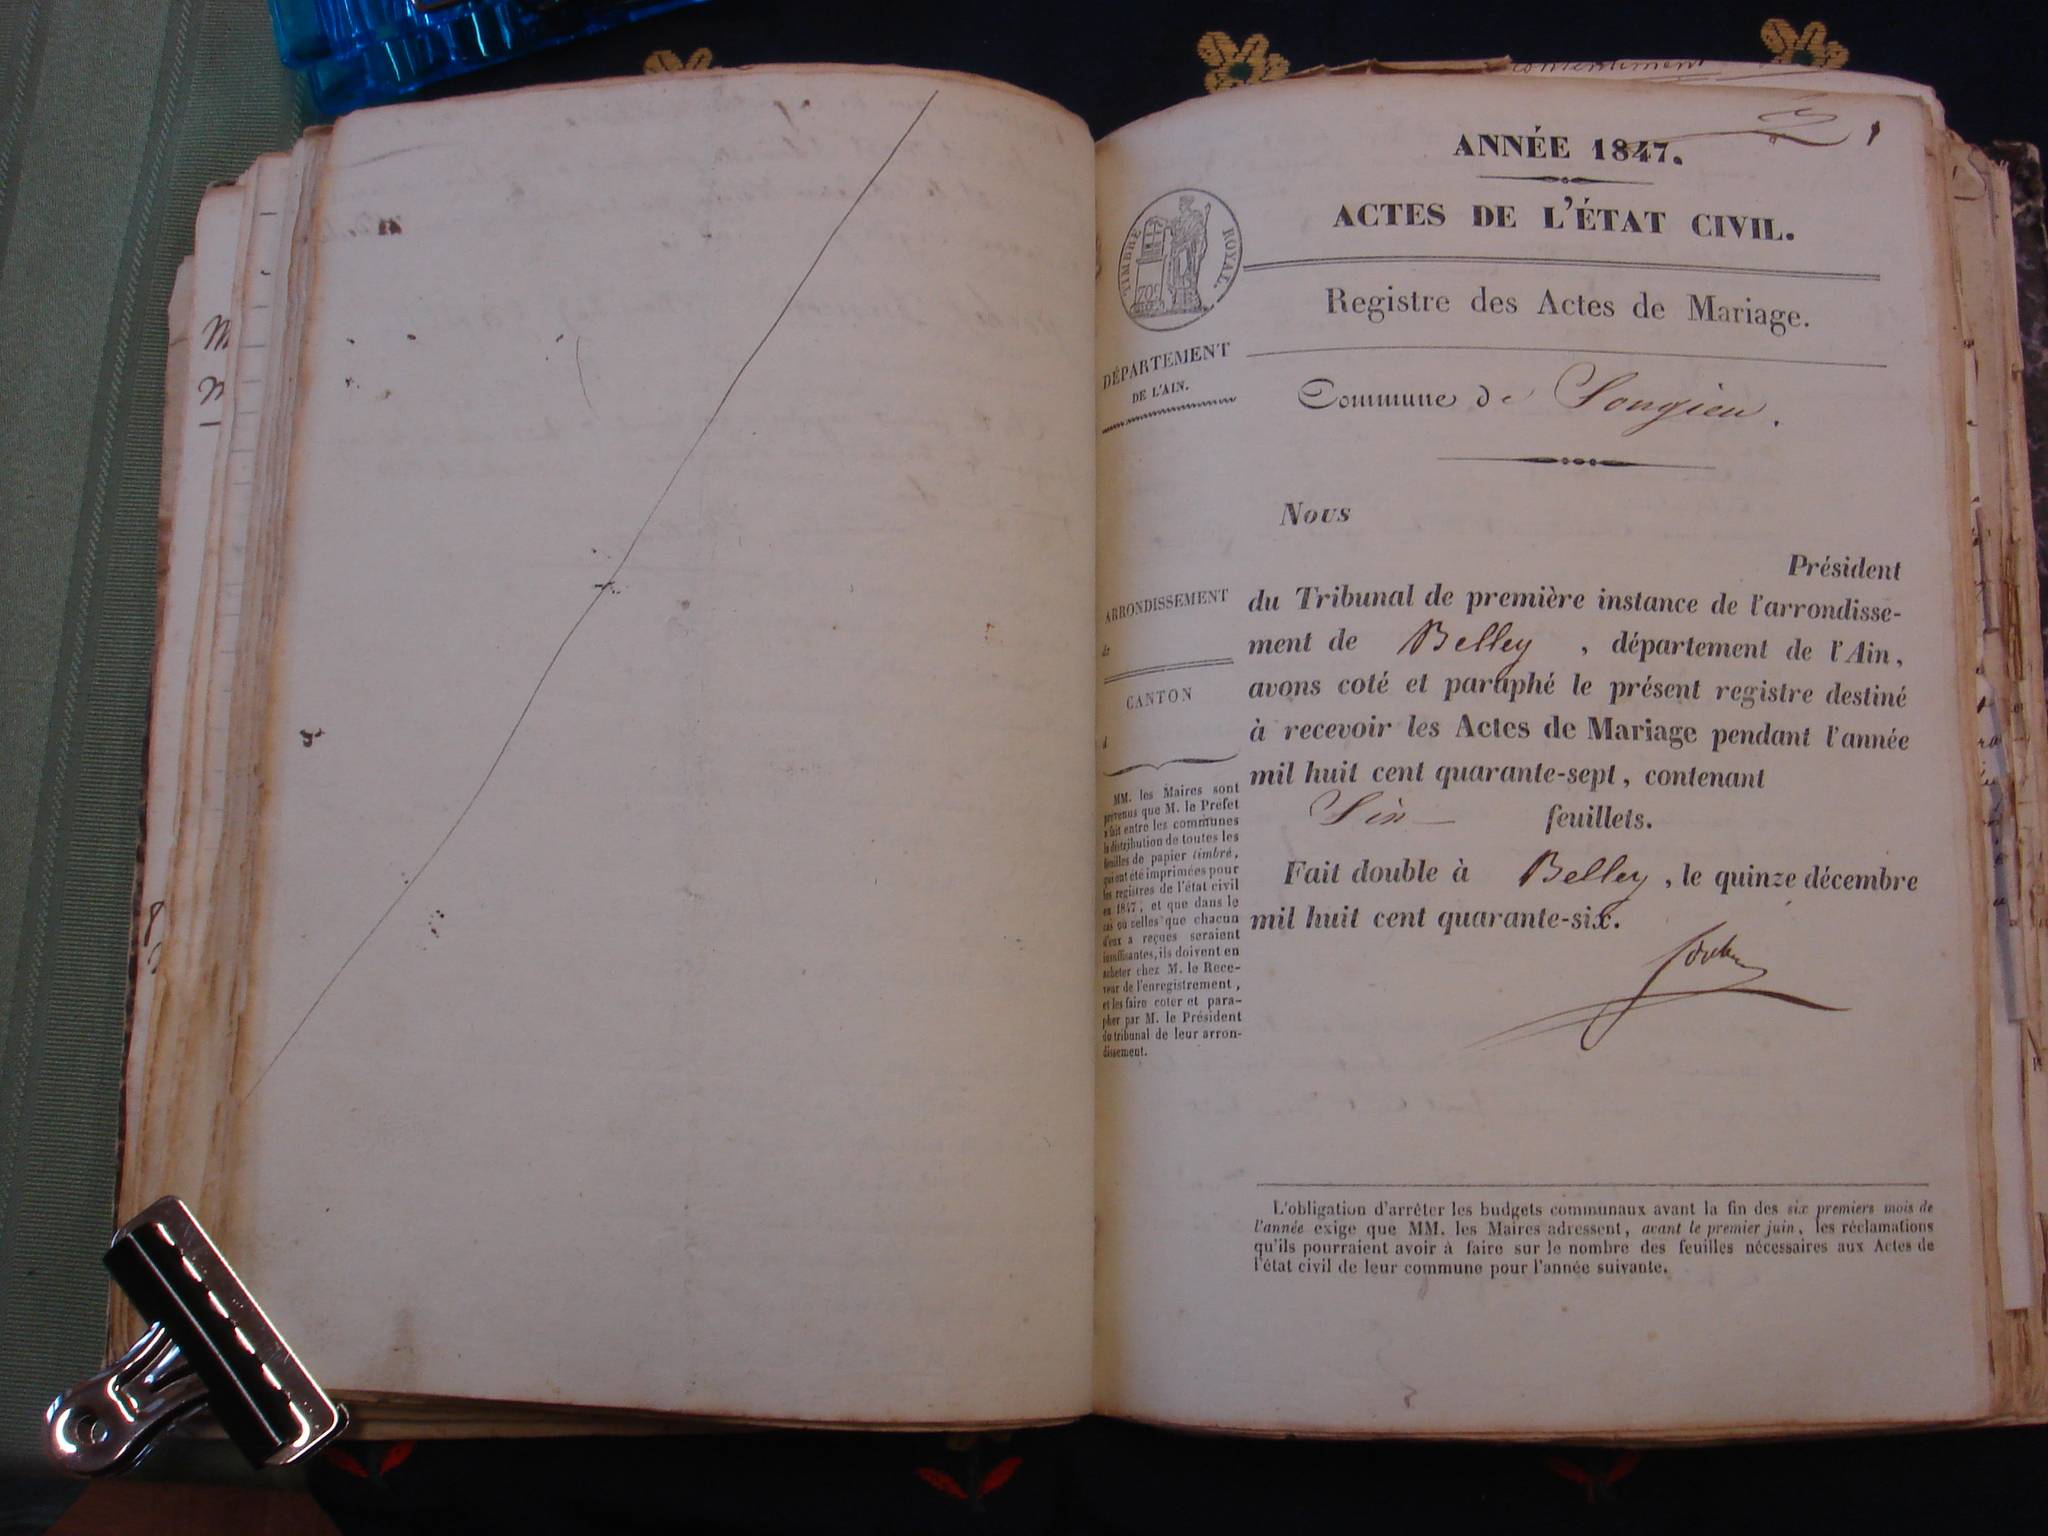 consentement
1
ANNÉE 1847.
ACTES DE L'ÉTAT CIVIL.
TIMBRE ROYAL.
70c
Registre des Actes de Mariage.
DÉPARTEMENT
DE L'AIN.
Commune de Songieu.
Nous
Président
du Tribunal de première instance de l'arrondisse-
ment de Belley, département de l'Ain,
avons coté et paraphé le présent registre destiné
à recevoir les Actes de Mariage pendant l'année
mil huit cent quarante-sept, contenant
Six feuillets.
Fait double à Belley, le quinze décembre
mil huit cent quarante-six.
ARRONDISSEMENT
de
CANTON
d
MM. les Maires sont
prévenus que M. le Préfet
a fait entre les communes
la distribution de toutes les
feuilles de papier timbré,
qui ont été imprimées pour
les registres de l'état civil
en 1847, et que dans le
cas où celles que chacun
d'eux a reçues seraient
insuffisantes, ils doivent en
acheter chez M. le Rece-
veur de l'enregistrement,
et les faire coter et para-
pher par M. le Président
du tribunal de leur arron-
dissement.
L'obligation d'arrêter les budgets communaux avant la fin des six premiers mois de
l'année exige que MM. les Maires adressent, avant le premier juin, les réclamations
qu'ils pourraient avoir à faire sur le nombre des feuilles nécessaires aux Actes de
l'état civil de leur commune pour l'année suivante.